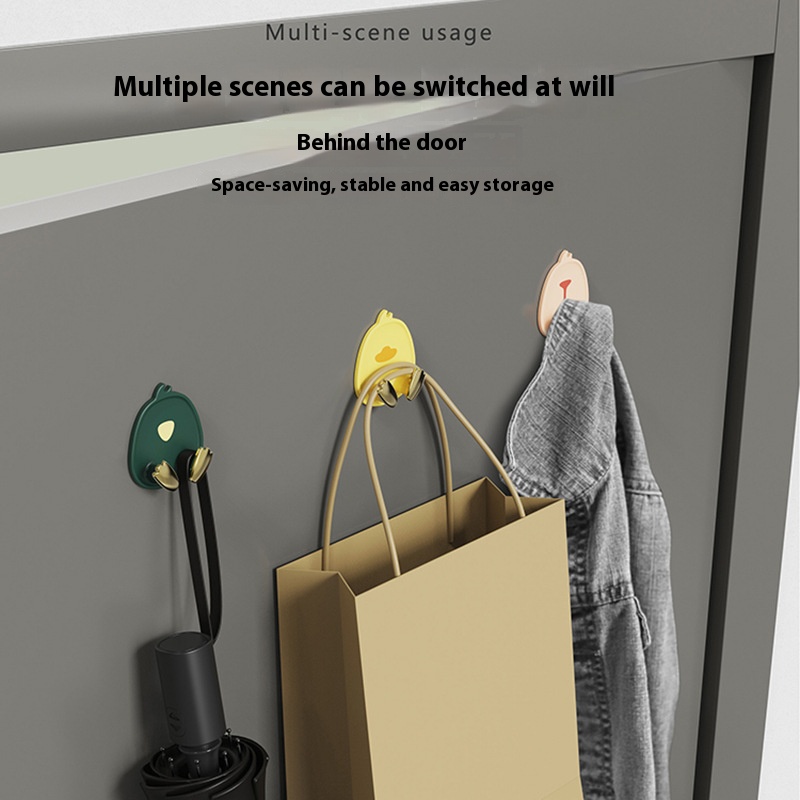 Multi-scene usage
Multiple scenes can be switched at will
Behind the door
Space-saving, stable and easy storage